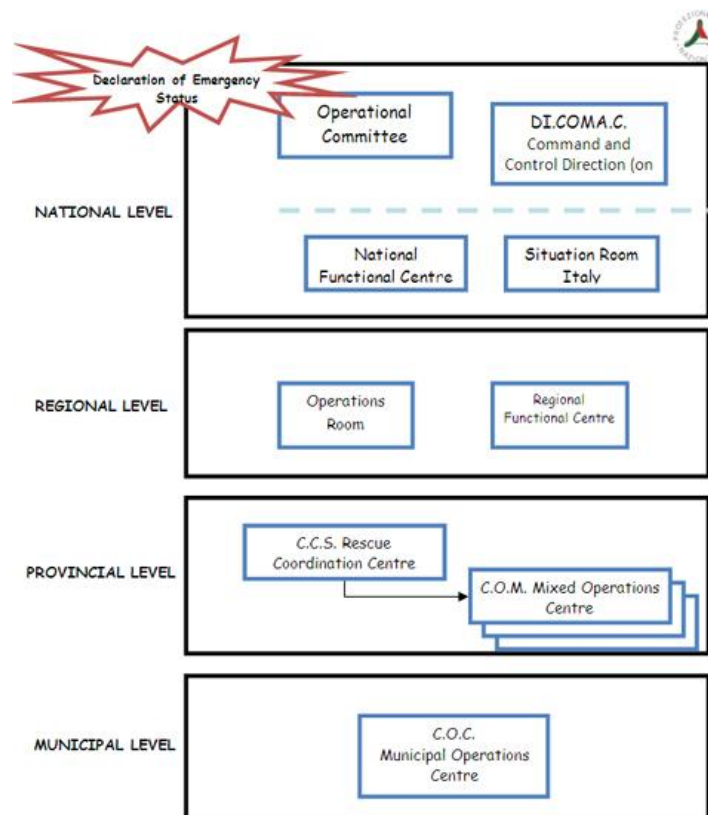 Declaration of Emergency
Status
Operational
Committee
DI.COMA.C.
Command and
Control Direction (on
NATIONAL LEVEL
National
Functional Centre
Situation Room
Italy
REGIONAL LEVEL
Operations
Room
Regional
Functional Centre
PROVINCIAL LEVEL
C.C.S. Rescue
Coordination Centre
C.O.M. Mixed Operations
Centre
MUNICIPAL LEVEL
C.O.C.
Municipal Operations
Centre